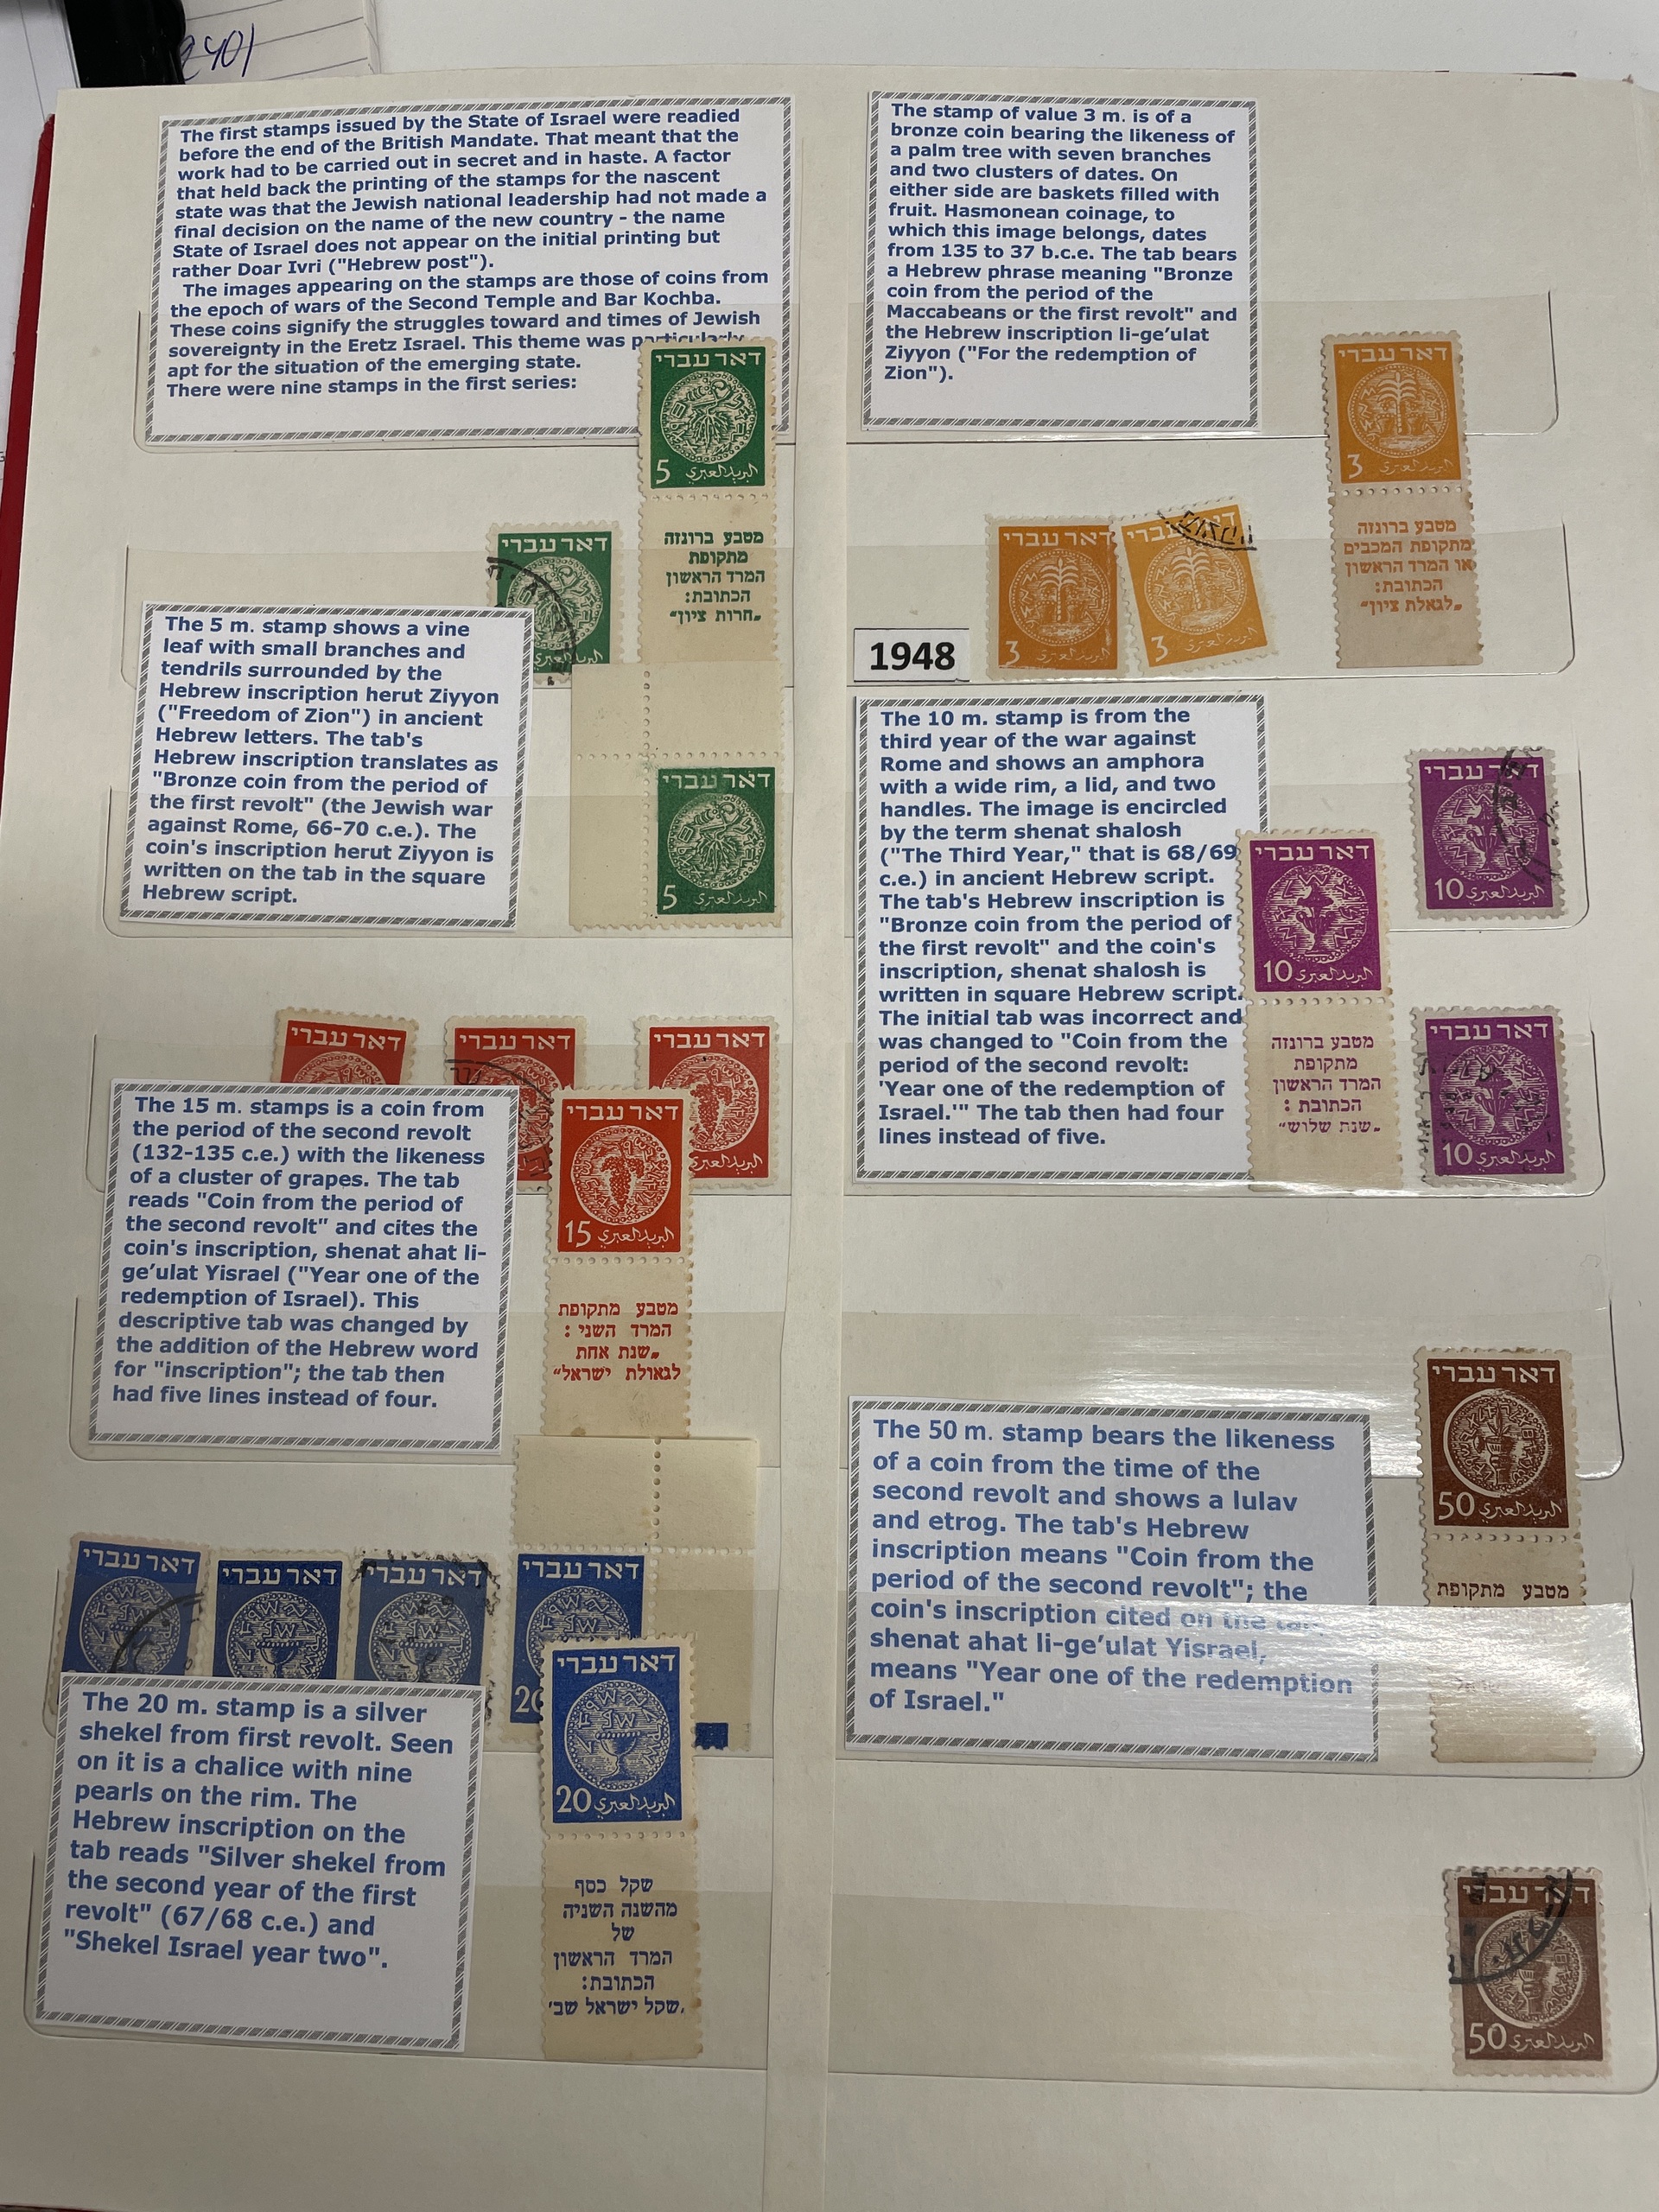 2401
The first stamps issued by the State of Israel were readied
before the end of the British Mandate. That meant that the
work had to be carried out in secret and in haste. A factor
that held back the printing of the stamps for the nascent
state was that the Jewish national leadership had not made a
final decision on the name of the new country - the name
State of Israel does not appear on the initial printing but
rather Doar Ivri ("Hebrew post").
The images appearing on the stamps are those of coins from
the epoch of wars of the Second Temple and Bar Kochba.
These coins signify the struggles toward and times of Jewish
sovereignty in the Eretz Israel. This theme was particularly
apt for the situation of the emerging state.
There were nine stamps in the first series:
דאר עברי
5 البريد العبري
מטבע ברונזה
מתקופת
המרד הראשון
הכתובת:
„חרות ציון"
דאר עברי
البريد العبري
The 5 m. stamp shows a vine
leaf with small branches and
tendrils surrounded by the
Hebrew inscription herut Ziyyon
("Freedom of Zion") in ancient
Hebrew letters. The tab's
Hebrew inscription translates as
"Bronze coin from the period of
the first revolt" (the Jewish war
against Rome, 66-70 c.e.). The
coin's inscription herut Ziyyon is
written on the tab in the square
Hebrew script.
דאר עברי
5 البريد العبري
דאר עברי
דאר עברי
דאר עברי
البريد العبري
The 15 m. stamps is a coin from
the period of the second revolt
(132-135 c.e.) with the likeness
of a cluster of grapes. The tab
reads "Coin from the period of
the second revolt" and cites the
coin's inscription, shenat ahat li-
ge'ulat Yisrael ("Year one of the
redemption of Israel). This
descriptive tab was changed by
the addition of the Hebrew word
for "inscription"; the tab then
had five lines instead of four.
דאר עברי
15 البريد العبري
מטבע מתקופת
המרד השני:
„שנת אחת
לגאולת ישראל"
דאר עברי
דאר עברי
דאר עברי
דאר עברי
20
The 20 m. stamp is a silver
shekel from first revolt. Seen
on it is a chalice with nine
pearls on the rim. The
Hebrew inscription on the
tab reads "Silver shekel from
the second year of the first
revolt" (67/68 c.e.) and
"Shekel Israel year two".
דאר עברי
20 البريد العبري
שקל כסף
מהשנה השניה
של
המרד הראשון
הכתובת:
‚שקל ישראל שב'
The stamp of value 3 m. is of a
bronze coin bearing the likeness of
a palm tree with seven branches
and two clusters of dates. On
either side are baskets filled with
fruit. Hasmonean coinage, to
which this image belongs, dates
from 135 to 37 b.c.e. The tab bears
a Hebrew phrase meaning "Bronze
coin from the period of the
Maccabeans or the first revolt" and
the Hebrew inscription li-ge'ulat
Ziyyon ("For the redemption of
Zion").
דאר עברי
3 البريد العبري
מטבע ברונזה
מתקופת המכבים
או המרד הראשון
הכתובת:
„לגאלת ציון"
דאר עברי
3 البريد العبري
דאר עברי
3 البريد العبري
1948
The 10 m. stamp is from the
third year of the war against
Rome and shows an amphora
with a wide rim, a lid, and two
handles. The image is encircled
by the term shenat shalosh
("The Third Year," that is 68/69
c.e.) in ancient Hebrew script.
The tab's Hebrew inscription is
"Bronze coin from the period of
the first revolt" and the coin's
inscription, shenat shalosh is
written in square Hebrew script.
The initial tab was incorrect and
was changed to "Coin from the
period of the second revolt:
'Year one of the redemption of
Israel.'" The tab then had four
lines instead of five.
דאר עברי
10 البريد العبري
דאר עברי
10 البريد العبري
מטבע ברונזה
מתקופת
המרד הראשון
הכתובת:
„שנת שלוש"
דאר עברי
10 البريد العبري
The 50 m. stamp bears the likeness
of a coin from the time of the
second revolt and shows a lulav
and etrog. The tab's Hebrew
inscription means "Coin from the
period of the second revolt"; the
coin's inscription cited on the tab,
shenat ahat li-ge'ulat Yisrael,
means "Year one of the redemption
of Israel."
דאר עברי
50 البريد العبري
מטבע מתקופת
דאר עברי
50 البريد العبري